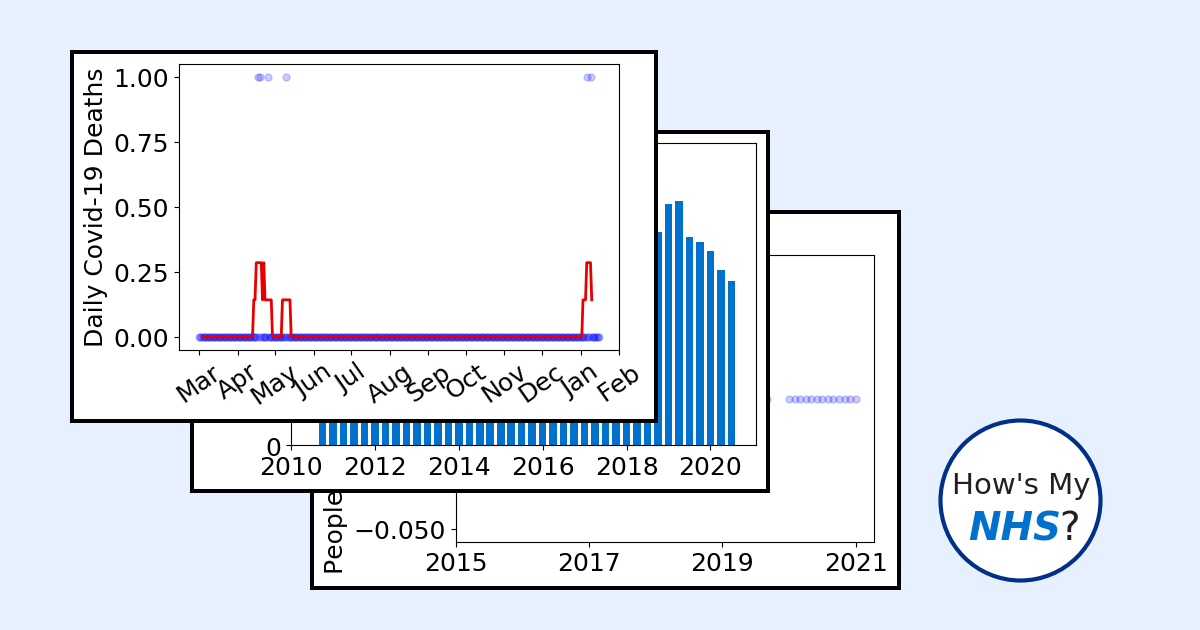 Daily Covid-19 Deaths
1.00
0.75
0.50
0.25
0.00
Mar Apr May Jun Jul Aug Sep Oct Nov Dec Jan Feb
0
2010 2012 2014 2016 2018 2020
People
−0.050
2015 2017 2019 2021
How's My
NHS?